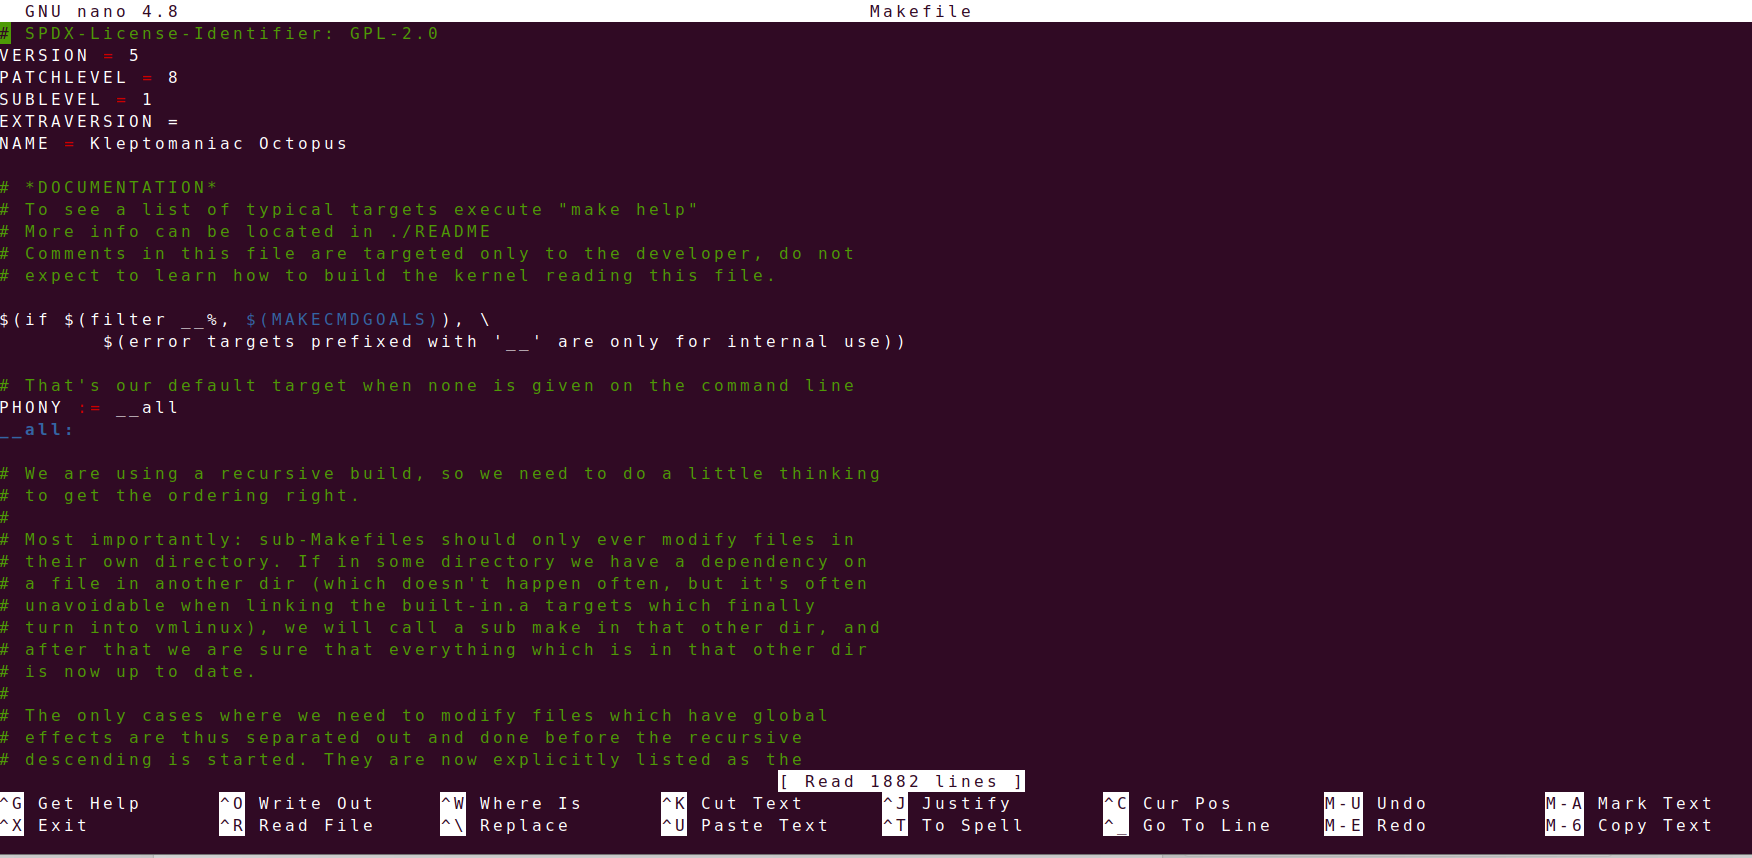 GNU nano 4.8 Makefile
# SPDX-License-Identifier: GPL-2.0
VERSION = 5
PATCHLEVEL = 8
SUBLEVEL = 1
EXTRAVERSION =
NAME = Kleptomaniac Octopus

# *DOCUMENTATION*
# To see a list of typical targets execute "make help"
# More info can be located in ./README
# Comments in this file are targeted only to the developer, do not
# expect to learn how to build the kernel reading this file.

$(if $(filter __%, $(MAKECMDGOALS)), \
        $(error targets prefixed with '__' are only for internal use))

# That's our default target when none is given on the command line
PHONY := __all
__all:

# We are using a recursive build, so we need to do a little thinking
# to get the ordering right.
#
# Most importantly: sub-Makefiles should only ever modify files in
# their own directory. If in some directory we have a dependency on
# a file in another dir (which doesn't happen often, but it's often
# unavoidable when linking the built-in.a targets which finally
# turn into vmlinux), we will call a sub make in that other dir, and
# after that we are sure that everything which is in that other dir
# is now up to date.
#
# The only cases where we need to modify files which have global
# effects are thus separated out and done before the recursive
# descending is started. They are now explicitly listed as the
[ Read 1882 lines ]
^G Get Help ^O Write Out ^W Where Is ^K Cut Text ^J Justify ^C Cur Pos M-U Undo M-A Mark Text
^X Exit ^R Read File ^\ Replace ^U Paste Text ^T To Spell ^_ Go To Line M-E Redo M-6 Copy Text